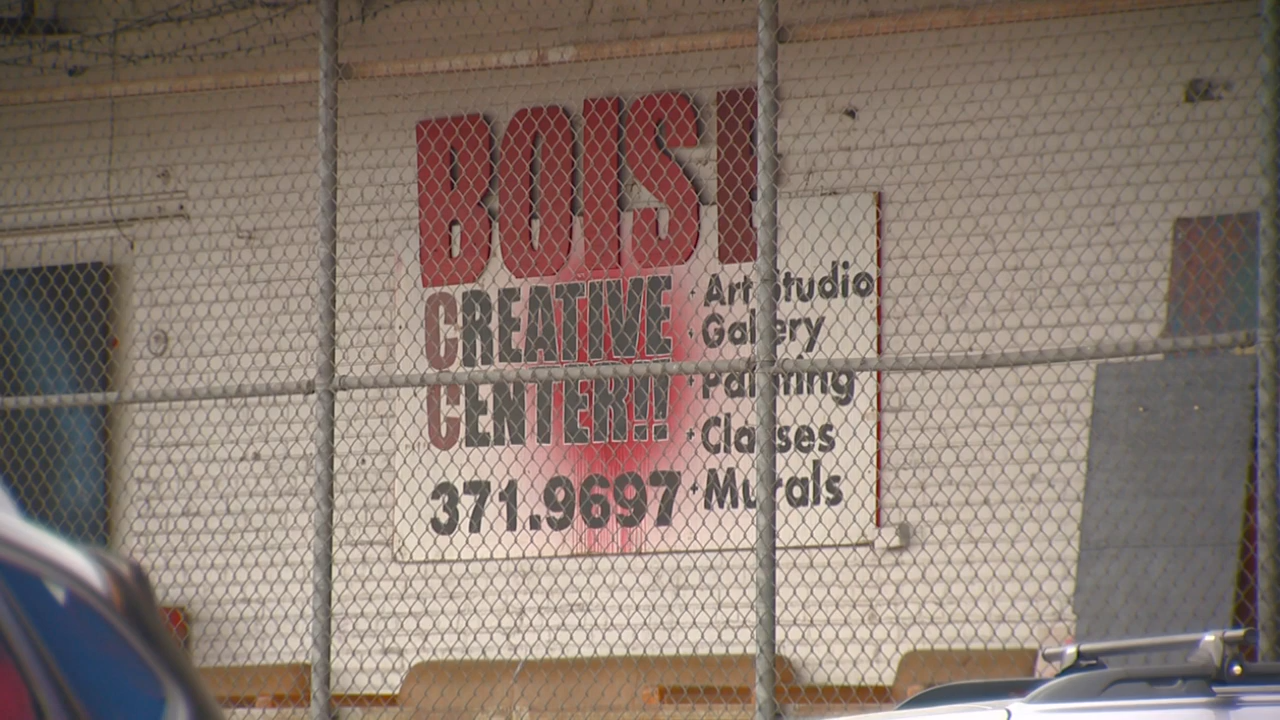 BOISE
CREATIVE
CENTER!!
371.9697
· Art Studio
· Gallery
· Painting
· Classes
· Murals